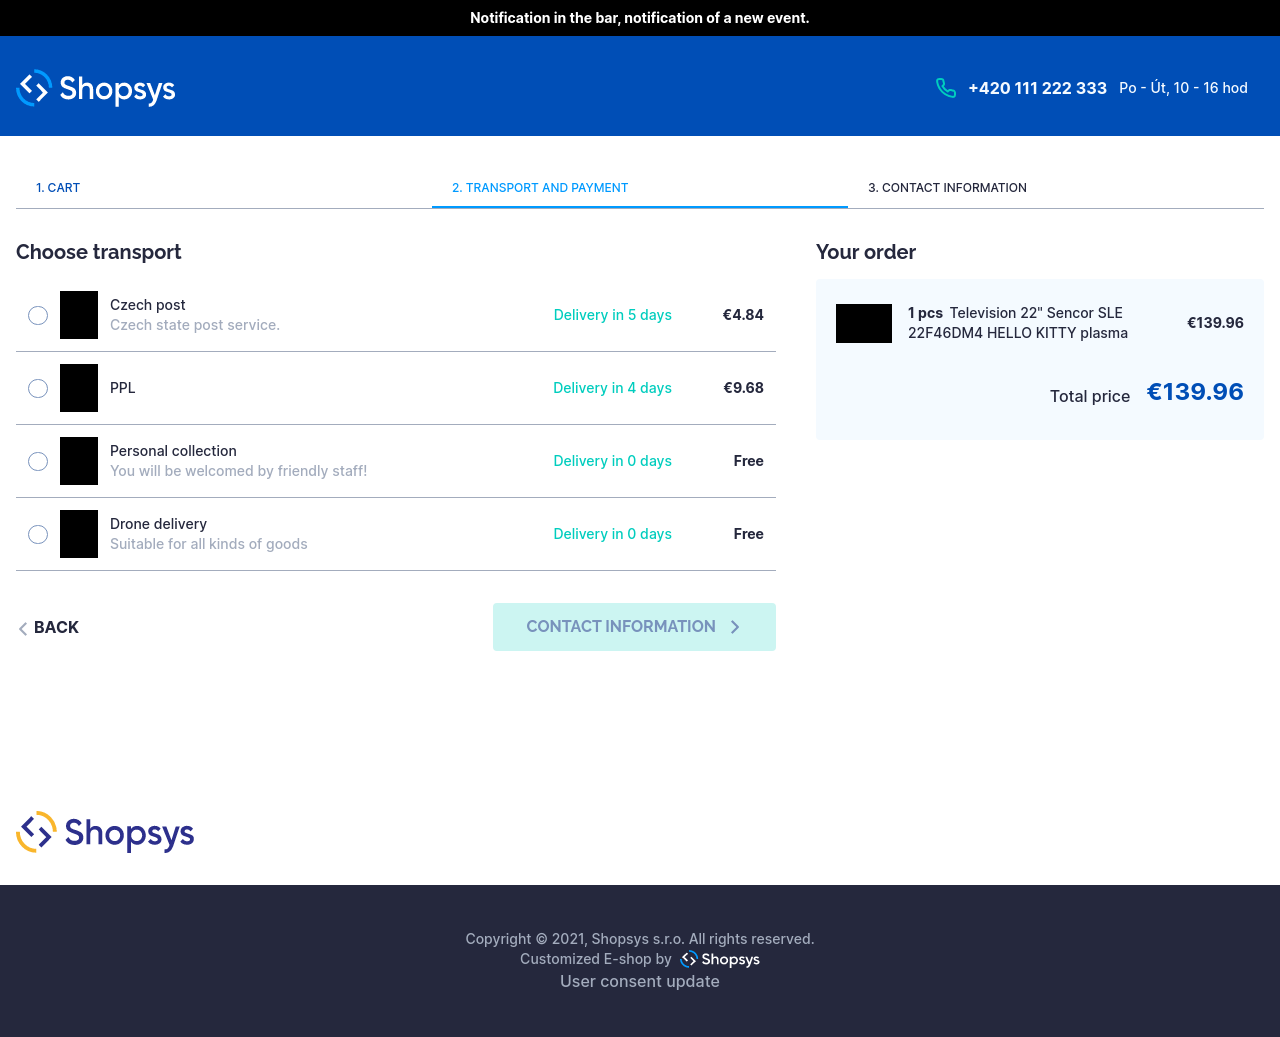 Notification in the bar, notification of a new event.
Shopsys
+420 111 222 333 Po - Út, 10 - 16 hod
1. CART
2. TRANSPORT AND PAYMENT
3. CONTACT INFORMATION
Choose transport
Czech post
Czech state post service.
Delivery in 5 days
€4.84
PPL
Delivery in 4 days
€9.68
Personal collection
You will be welcomed by friendly staff!
Delivery in 0 days
Free
Drone delivery
Suitable for all kinds of goods
Delivery in 0 days
Free
BACK
CONTACT INFORMATION
Your order
1 pcs Television 22" Sencor SLE
22F46DM4 HELLO KITTY plasma
€139.96
Total price €139.96
Shopsys
Copyright © 2021, Shopsys s.r.o. All rights reserved.
Customized E-shop by Shopsys
User consent update